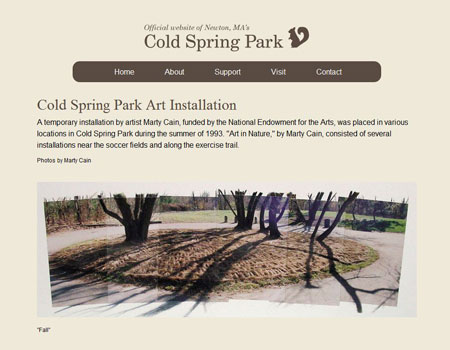 Official website of Newton, MA's
Cold Spring Park
Home About Support Visit Contact
Cold Spring Park Art Installation
A temporary installation by artist Marty Cain, funded by the National Endowment for the Arts, was placed in various
locations in Cold Spring Park during the summer of 1993. "Art in Nature," by Marty Cain, consisted of several
installations near the soccer fields and along the exercise trail.
Photos by Marty Cain
"Fall"